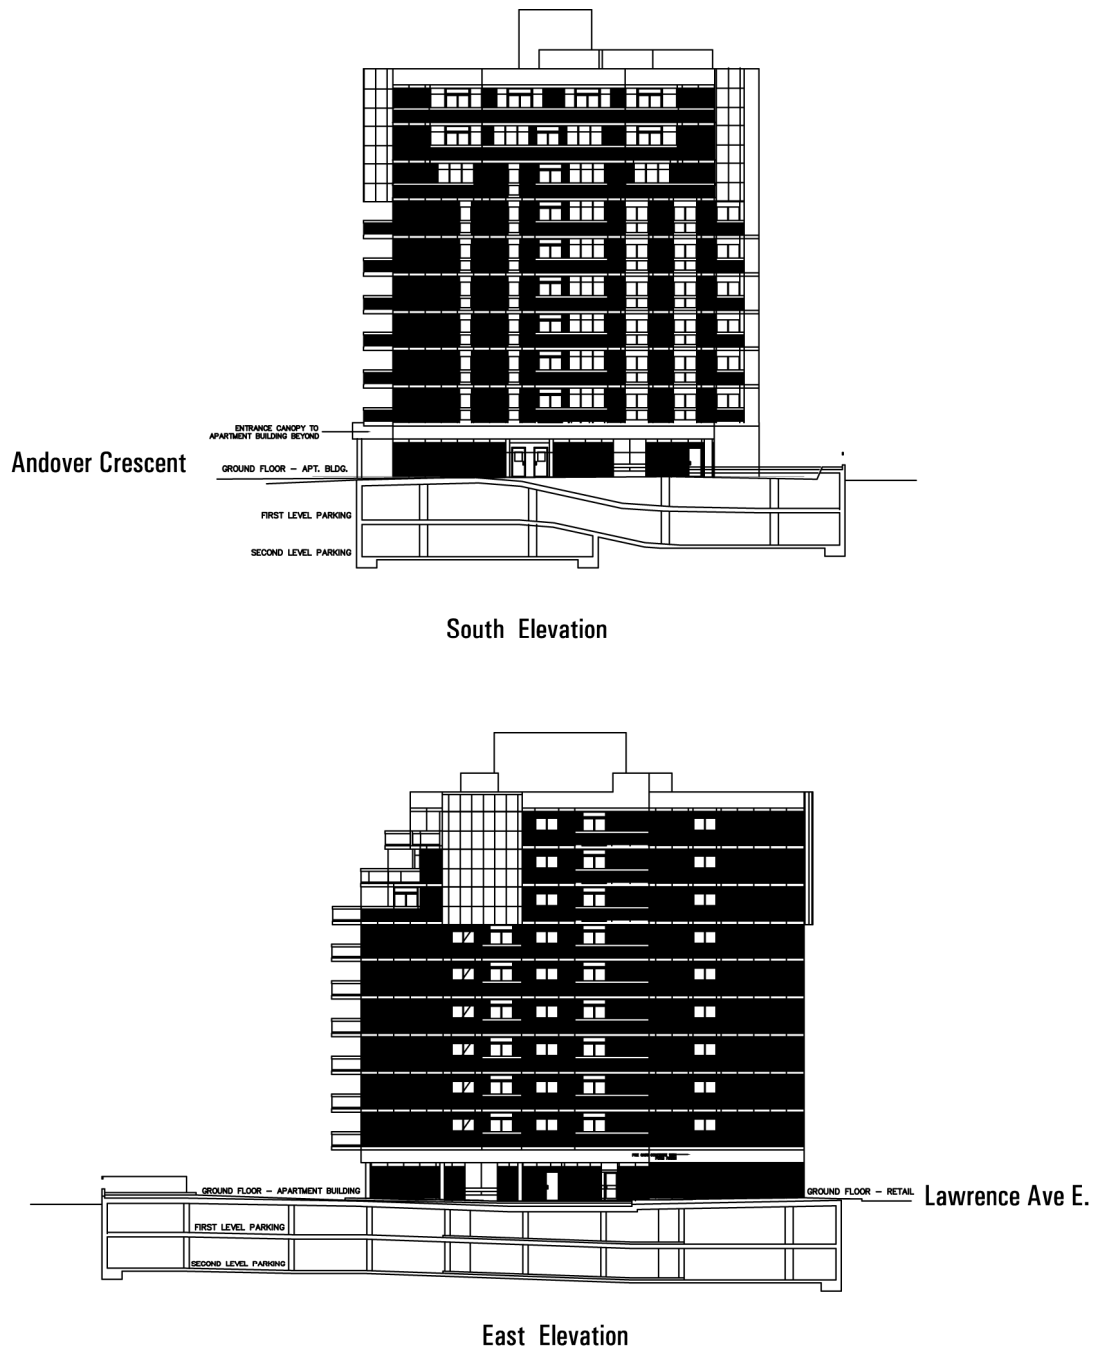 ENTRANCE CANOPY TO
APARTMENT BUILDING BEYOND
Andover Crescent
GROUND FLOOR - APT. BLDG.
FIRST LEVEL PARKING
SECOND LEVEL PARKING
South Elevation
GROUND FLOOR - APARTMENT BUILDING
GROUND FLOOR - RETAIL
Lawrence Ave E.
FIRST LEVEL PARKING
SECOND LEVEL PARKING
East Elevation